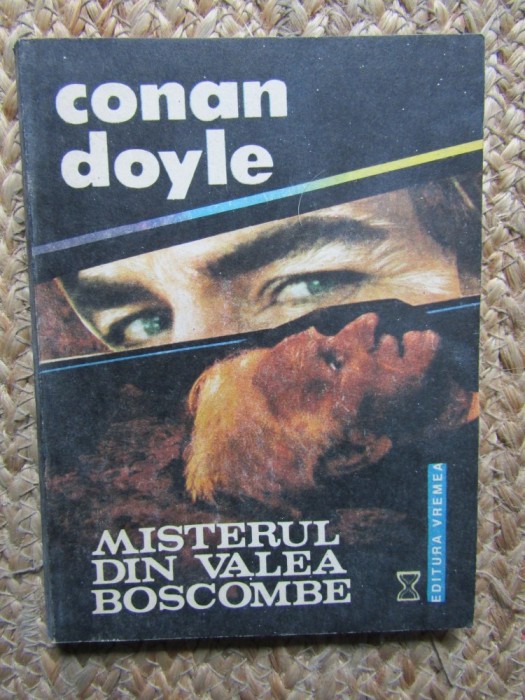 conan
doyle
MISTERUL
DIN VALEA
BOSCOMBE
EDITURA VREMEA